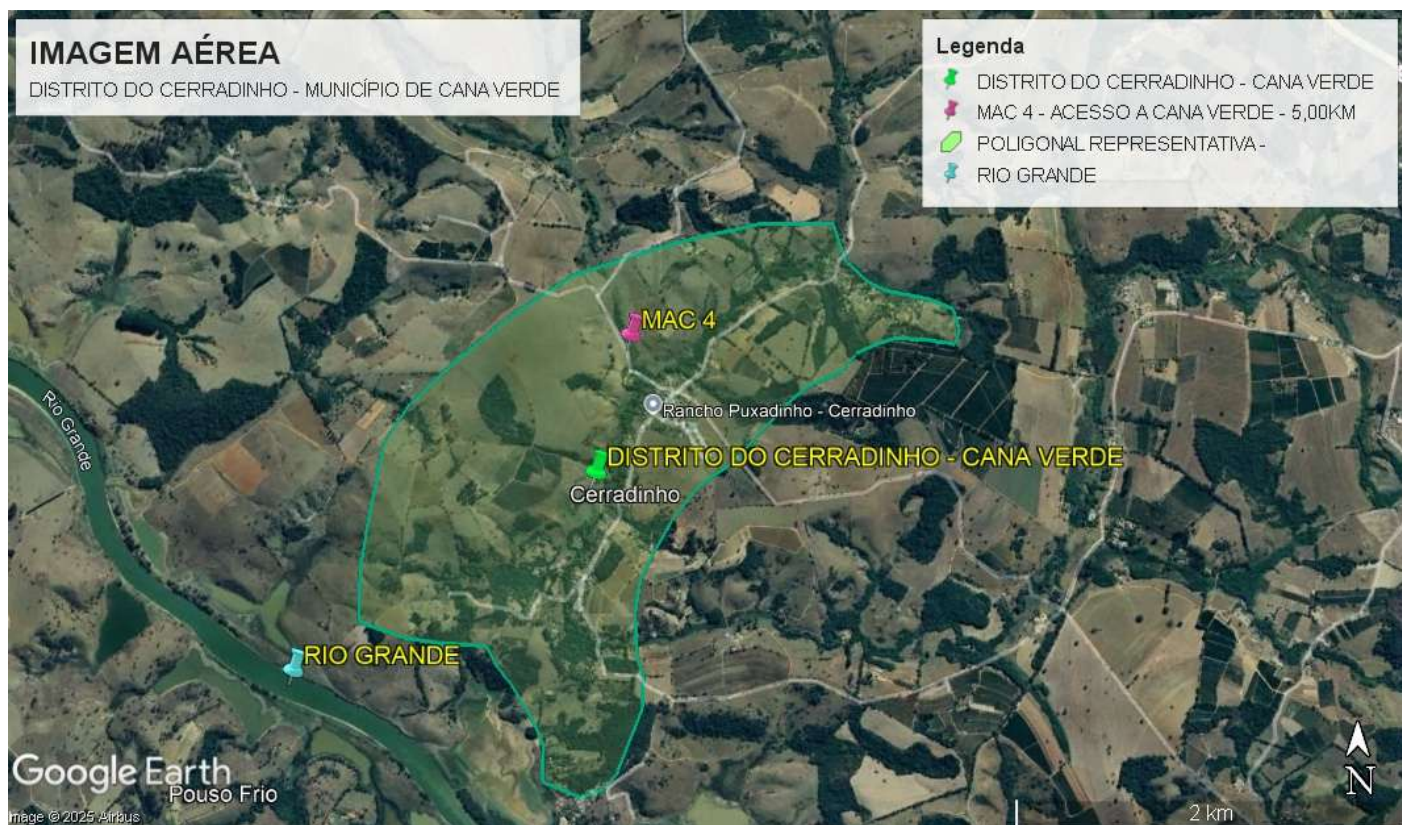 IMAGEM AÉREA
DISTRITO DO CERRADINHO - MUNICÍPIO DE CANA VERDE
Legenda
DISTRITO DO CERRADINHO - CANA VERDE
MAC 4 - ACESSO A CANA VERDE - 5,00KM
POLIGONAL REPRESENTATIVA -
RIO GRANDE
MAC 4
Rio Grande
Rancho Puxadinho - Cerradinho
DISTRITO DO CERRADINHO - CANA VERDE
Cerradinho
RIO GRANDE
Google Earth
Pouso Frio
mage © 2025 Airbus
2 km
N